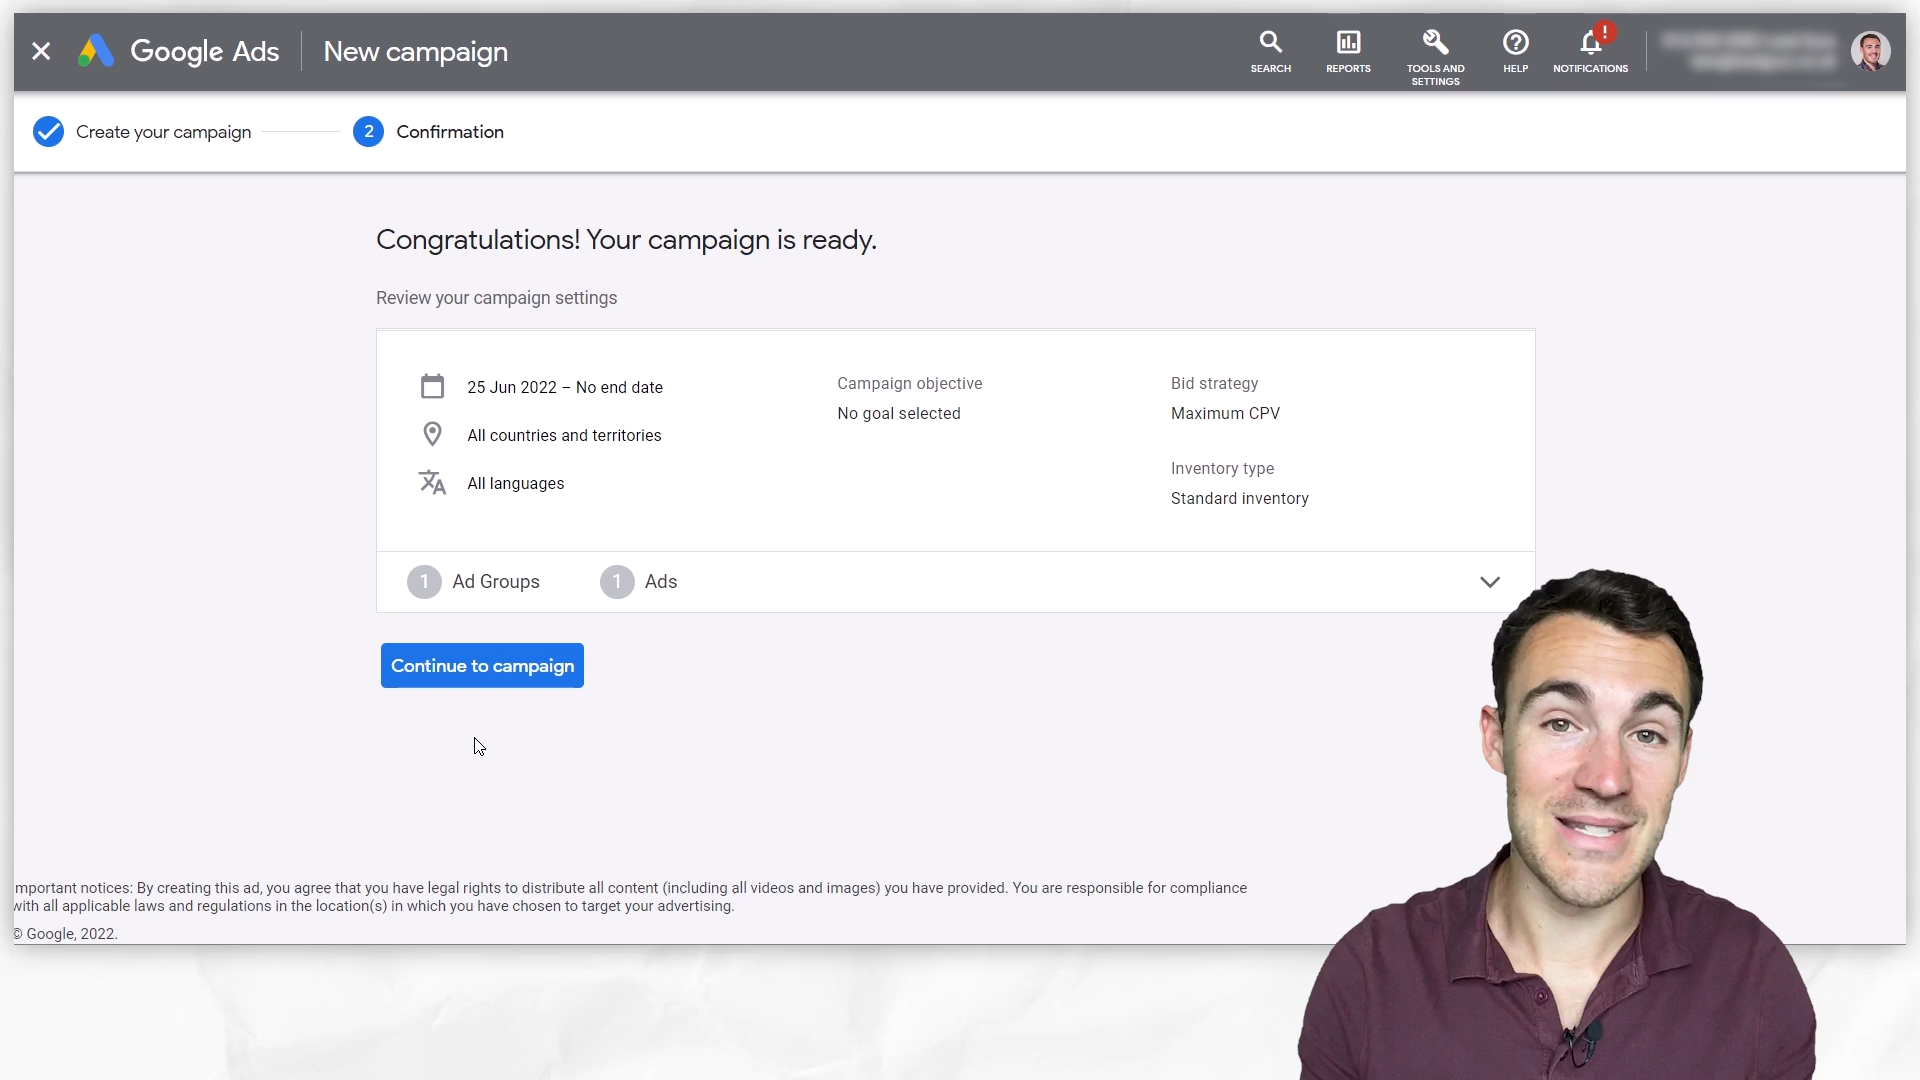 Google Ads
New campaign
SEARCH
REPORTS
TOOLS AND
SETTINGS
HELP
!
NOTIFICATIONS
Create your campaign
2
Confirmation
Congratulations! Your campaign is ready.
Review your campaign settings
25 Jun 2022 – No end date
All countries and territories
All languages
Campaign objective
No goal selected
Bid strategy
Maximum CPV
Inventory type
Standard inventory
1 Ad Groups
1 Ads
Continue to campaign
mportant notices: By creating this ad, you agree that you have legal rights to distribute all content (including all videos and images) you have provided. You are responsible for compliance
with all applicable laws and regulations in the location(s) in which you have chosen to target your advertising.
© Google, 2022.